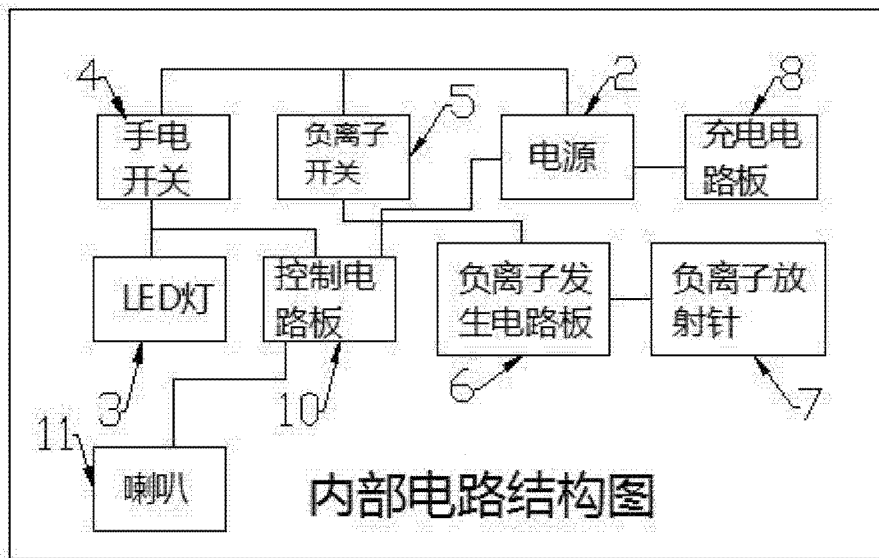 4
5
2
8
手电
开关
负离子
开关
电源
充电电
路板
LED灯
控制电
路板
负离子发
生电路板
负离子放
射针
3
10
6
7
11
喇叭
内部电路结构图